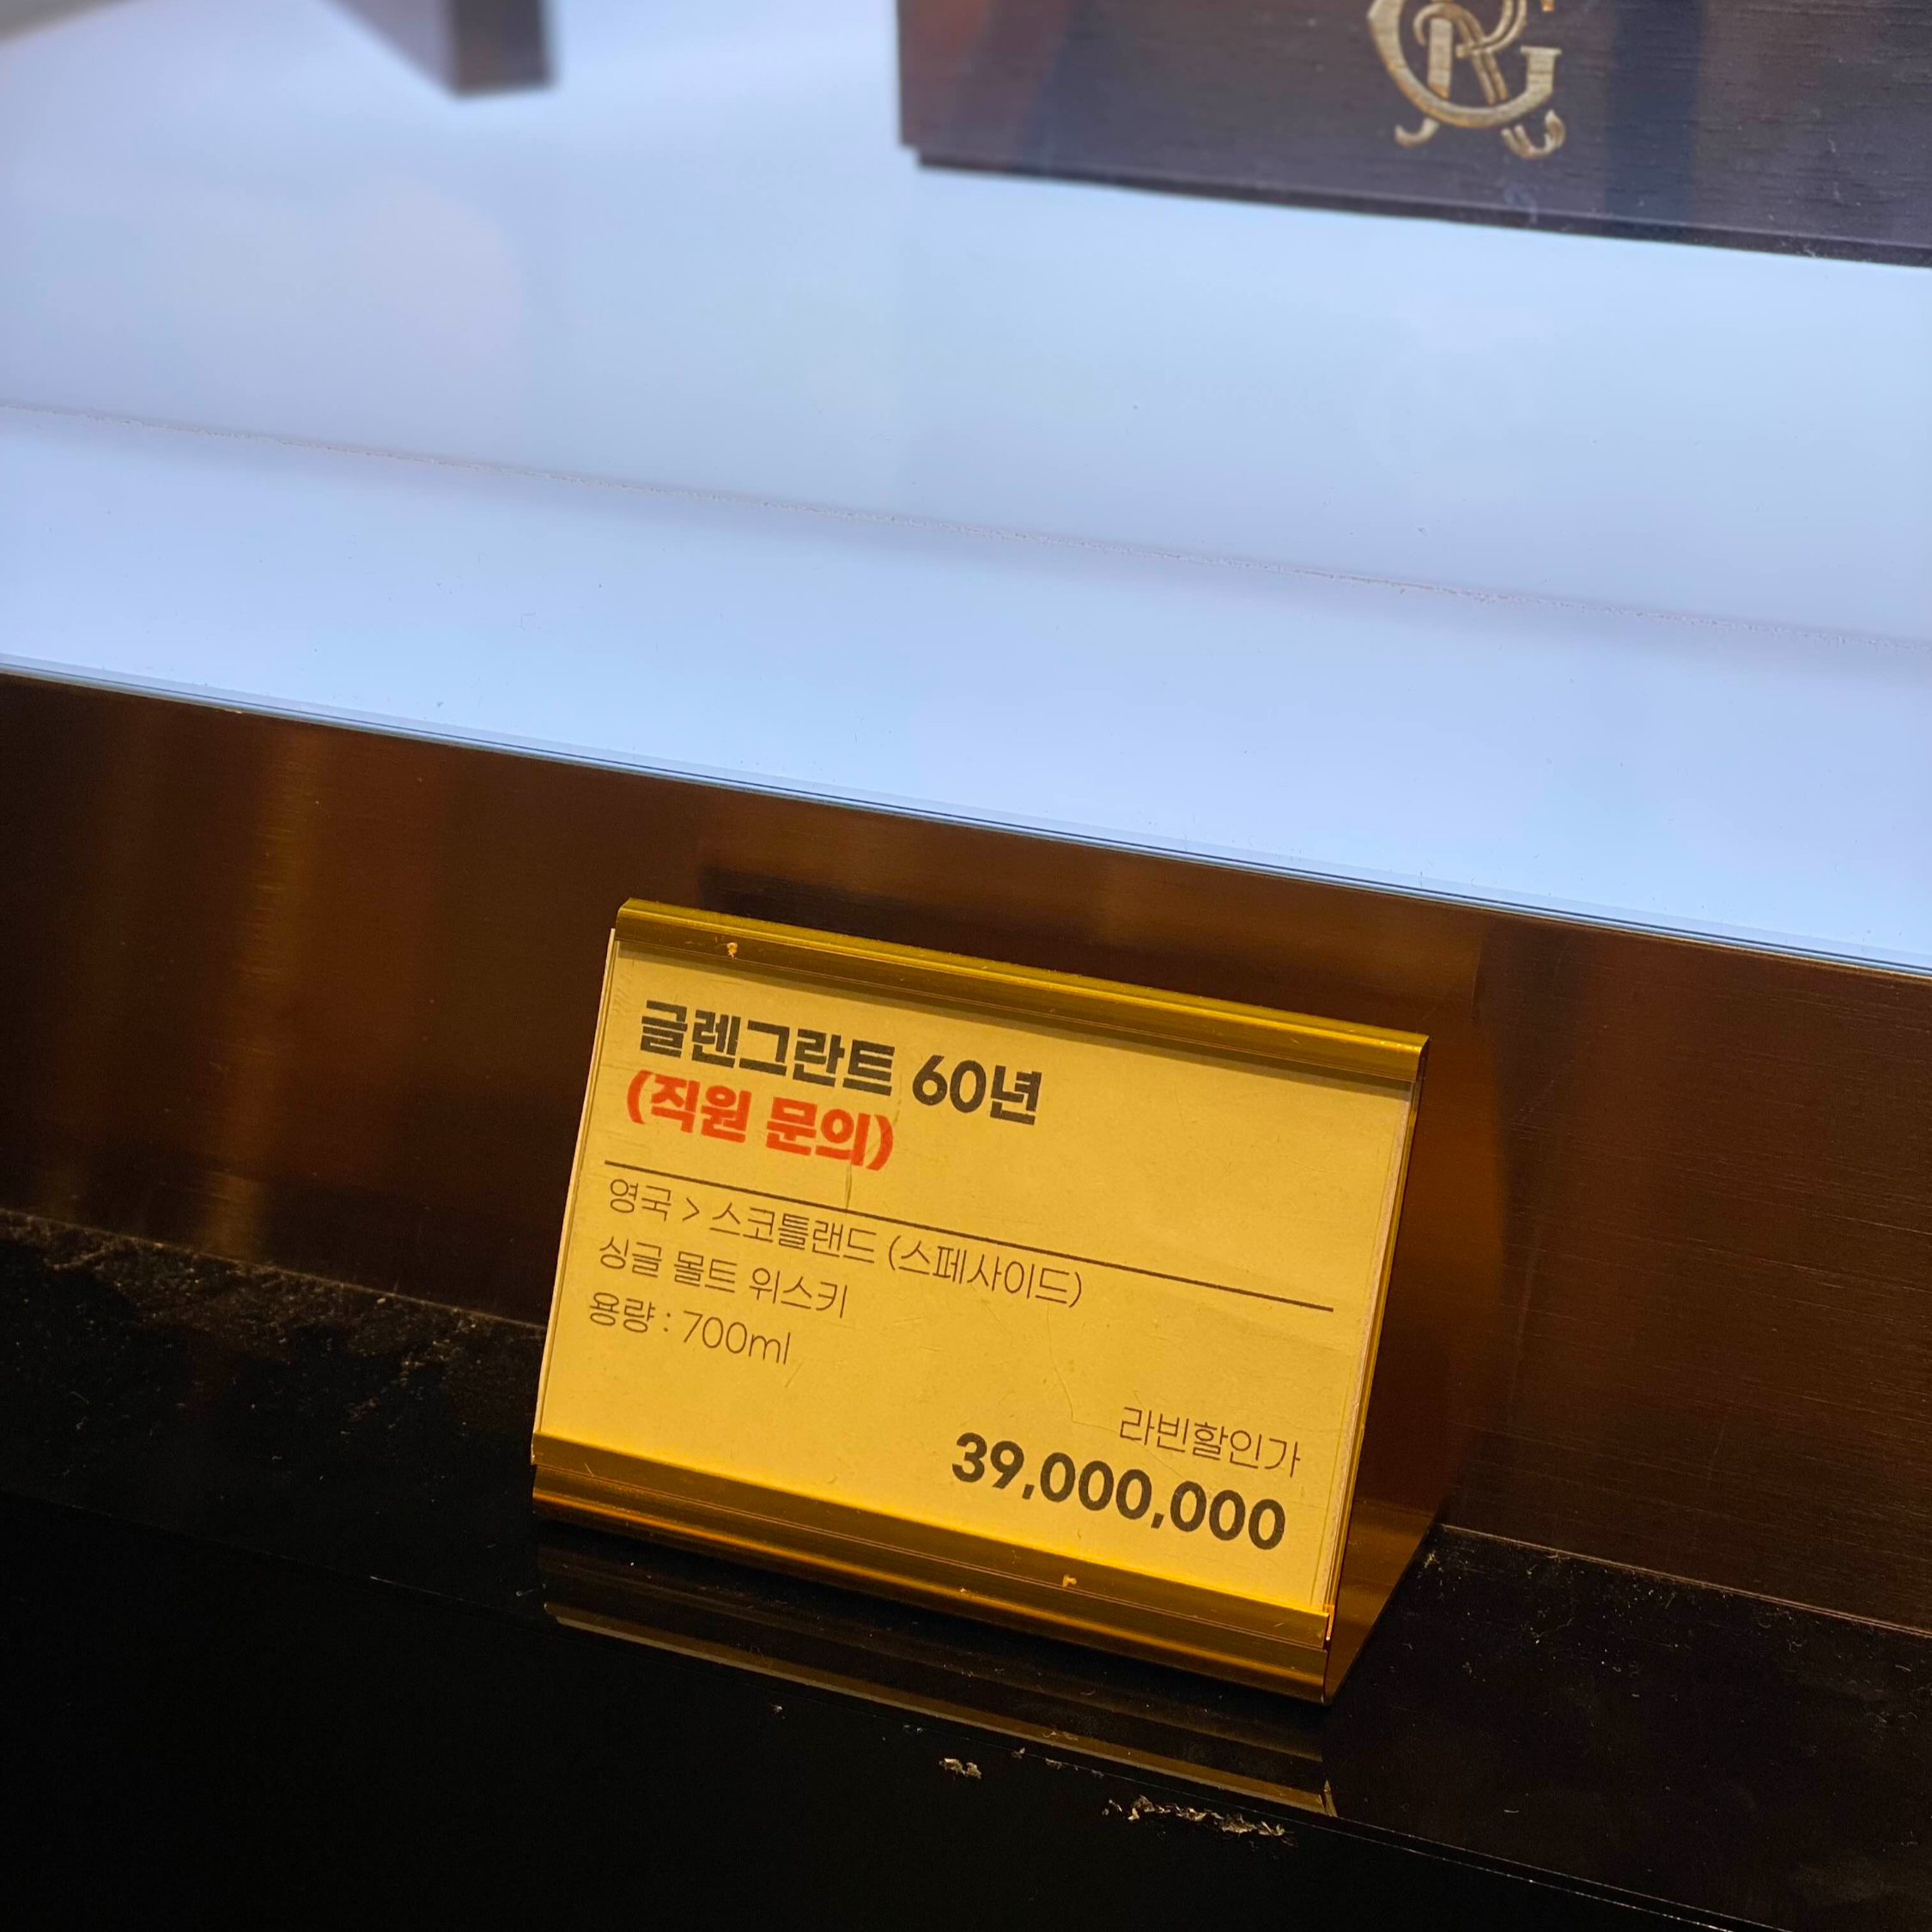 글렌그란트 60년
(직원 문의)
영국 > 스코틀랜드 (스페사이드)
싱글 몰트 위스키
용량 : 700ml
라빈할인가
39,000,000